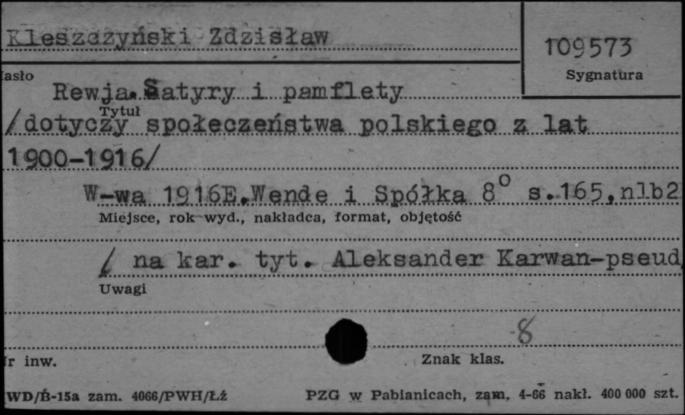 Kleszczyński Zdzisław
109573
asło
Sygnatura
Rewja.Satyry i pamflety
Tytuł
/dotyczy społeczeństwa polskiego z lat
1900-1916/
W-wa 1916E.Wende i Spółka 8° s.165,nlb2
Miejsce, rok wyd., nakładca, format, objętość
/ na kar. tyt. Aleksander Karwan-pseud.
Uwagi
8
r inw.
Znak klas.
WD/B-15a zam. 4066/PWH/Łź
PZG w Pabianicach, zam. 4-66 nakł. 400 000 szt.